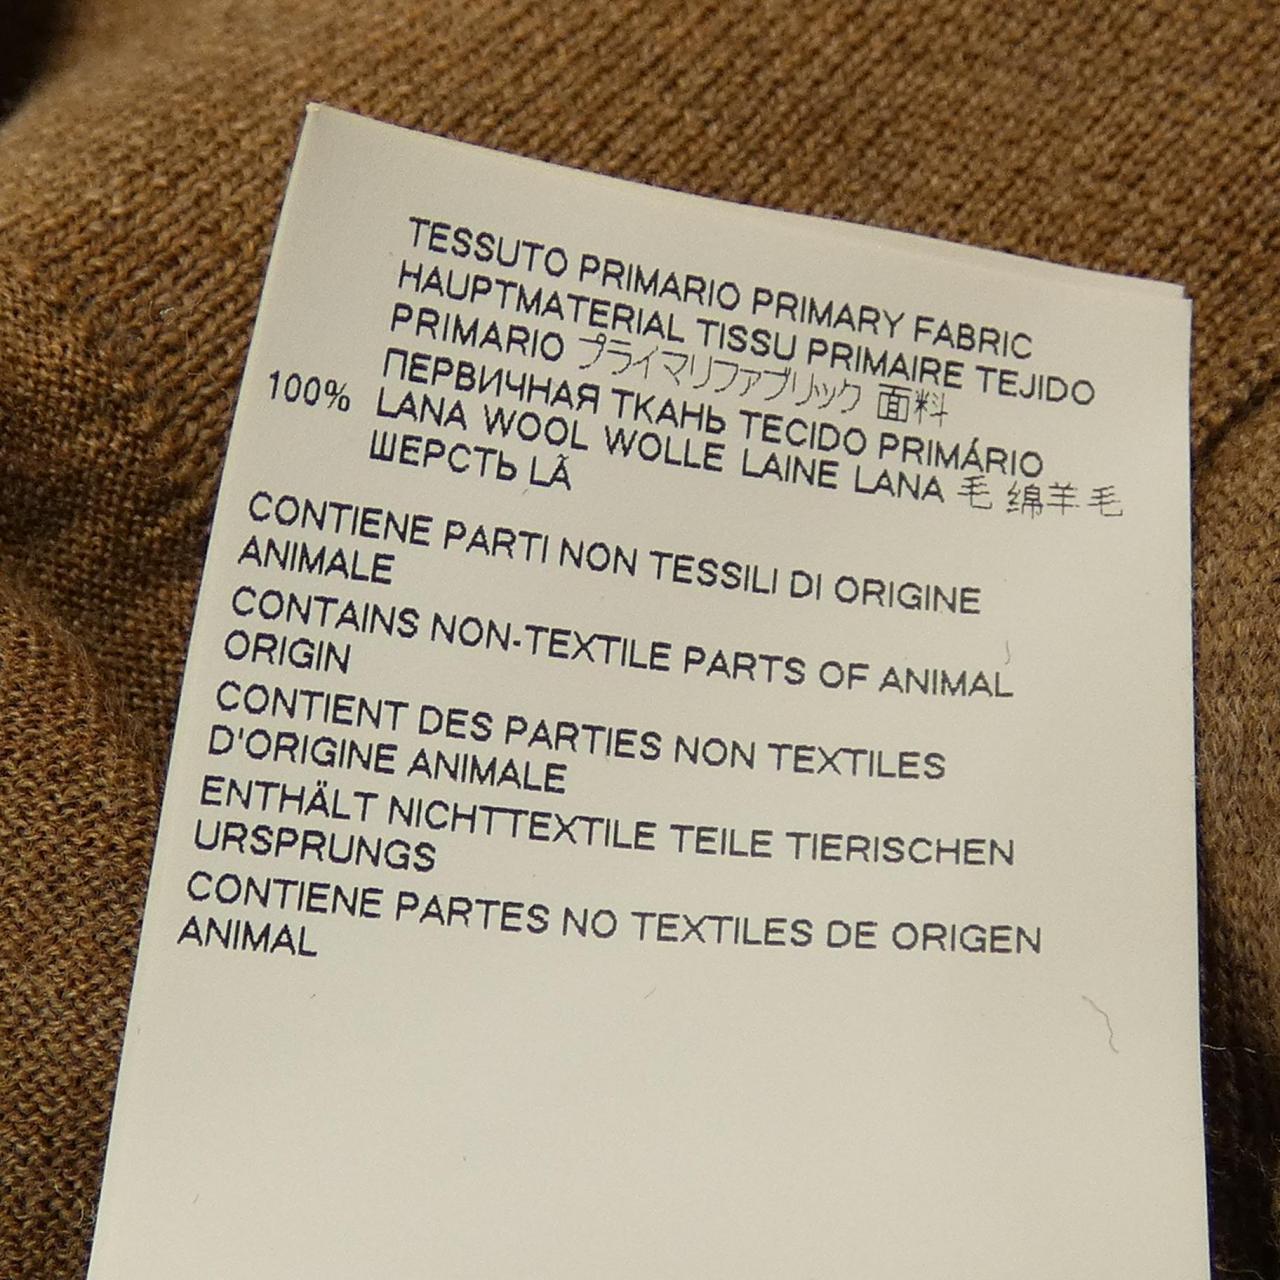 TESSUTO PRIMARIO PRIMARY FABRIC
HAUPTMATERIAL TISSU PRIMAIRE TEJIDO
PRIMARIO プライマリファブリック 面料
ПЕРВИЧНАЯ ТКАНЬ TECIDO PRIMÁRIO
100% LANA WOOL WOLLE LAINE LANA 毛 绵羊毛
ШЕРСТЬ LÃ
CONTIENE PARTI NON TESSILI DI ORIGINE
ANIMALE
CONTAINS NON-TEXTILE PARTS OF ANIMAL
ORIGIN
CONTIENT DES PARTIES NON TEXTILES
D'ORIGINE ANIMALE
ENTHÄLT NICHTTEXTILE TEILE TIERISCHEN
URSPRUNGS
CONTIENE PARTES NO TEXTILES DE ORIGEN
ANIMAL